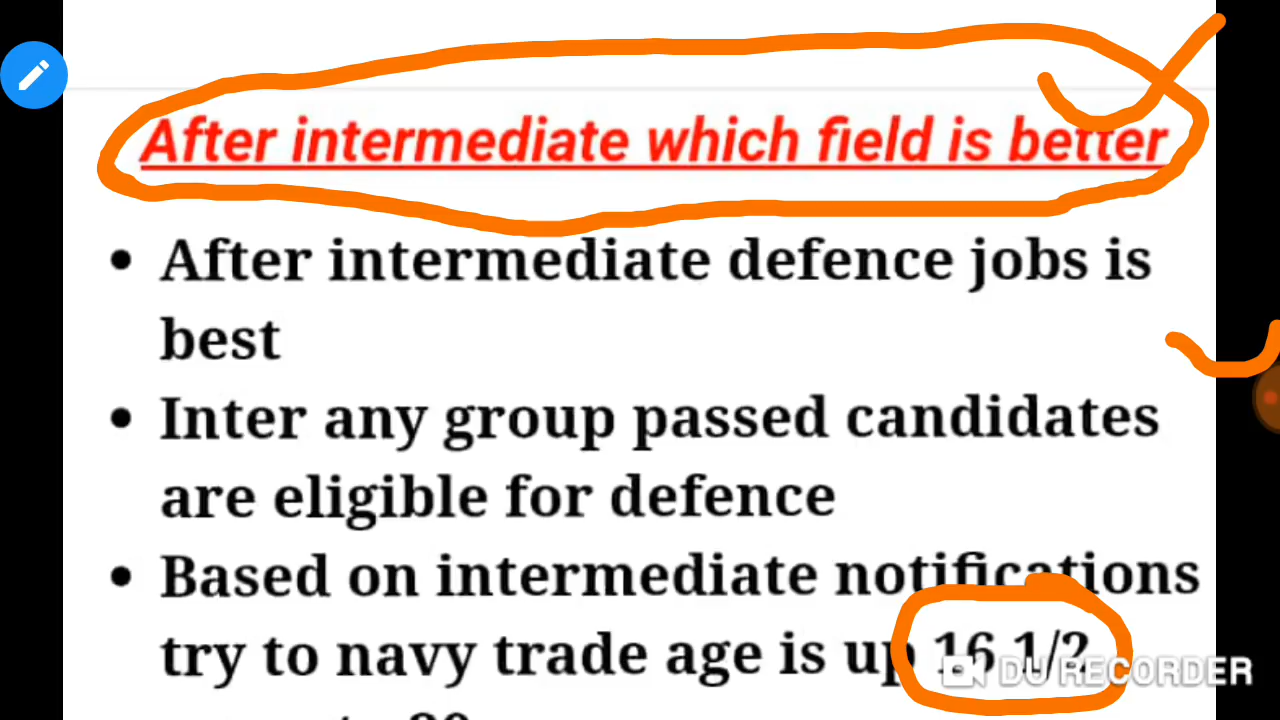 After intermediate which field is better
• After intermediate defence jobs is
best
• Inter any group passed candidates
are eligible for defence
• Based on intermediate notifications
try to navy trade age is up 16 1/2
DU RECORDER